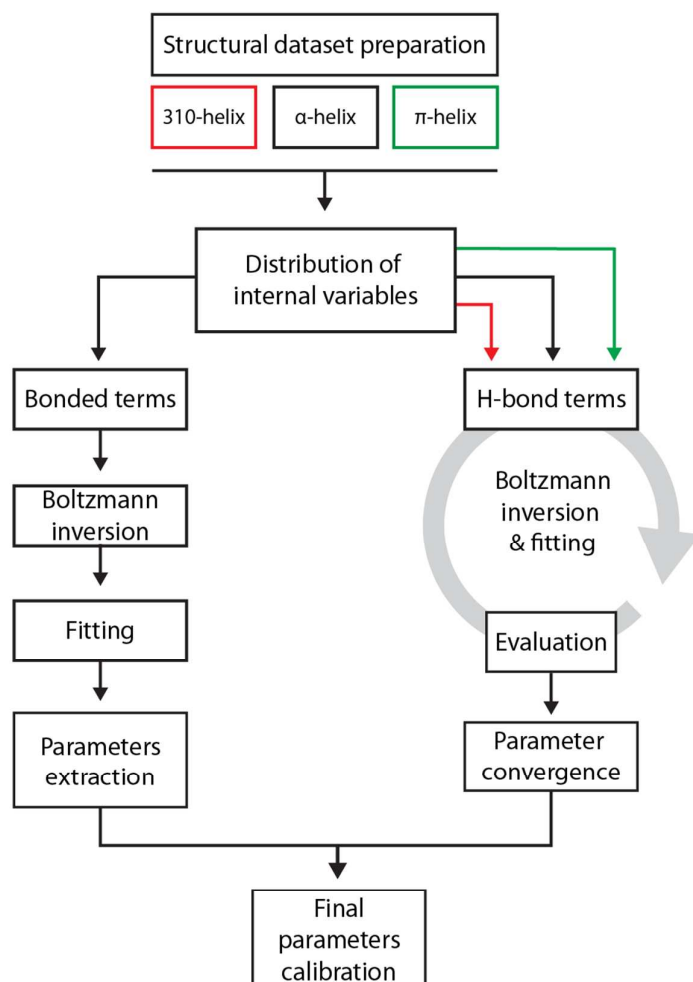 Structural dataset preparation
310-helix
α-helix
π-helix
Distribution of
internal variables
Bonded terms
H-bond terms
Boltzmann
inversion
Boltzmann
inversion
& fitting
Fitting
Evaluation
Parameters
extraction
Parameter
convergence
Final
parameters
calibration